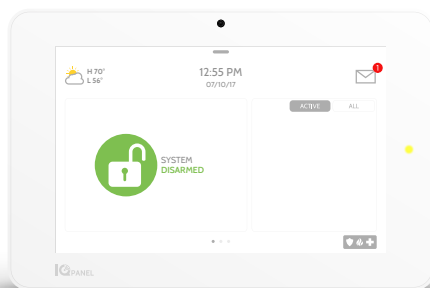 H 70°
L 56°
12:55 PM
07/10/17
1
ACTIVE ALL
SYSTEM
DISARMED
IQ PANEL